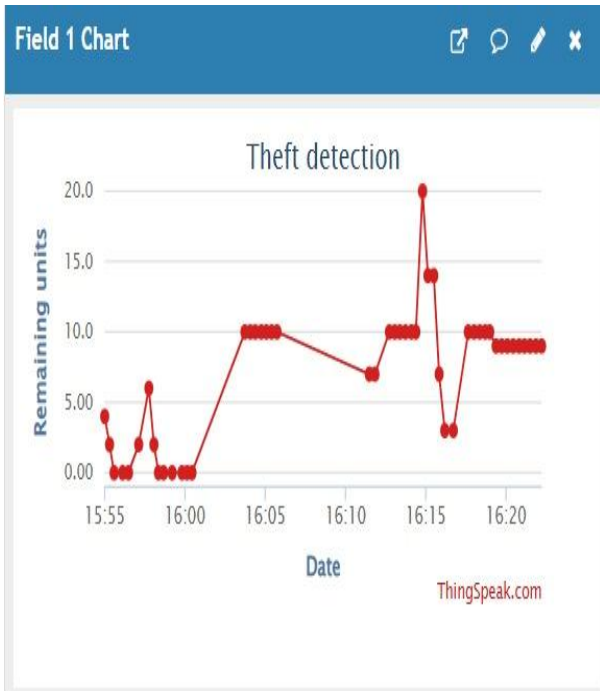 Field 1 Chart
Theft detection
Remaining units
20.0
15.0
10.0
5.00
0.00
15:55 16:00 16:05 16:10 16:15 16:20
Date
ThingSpeak.com